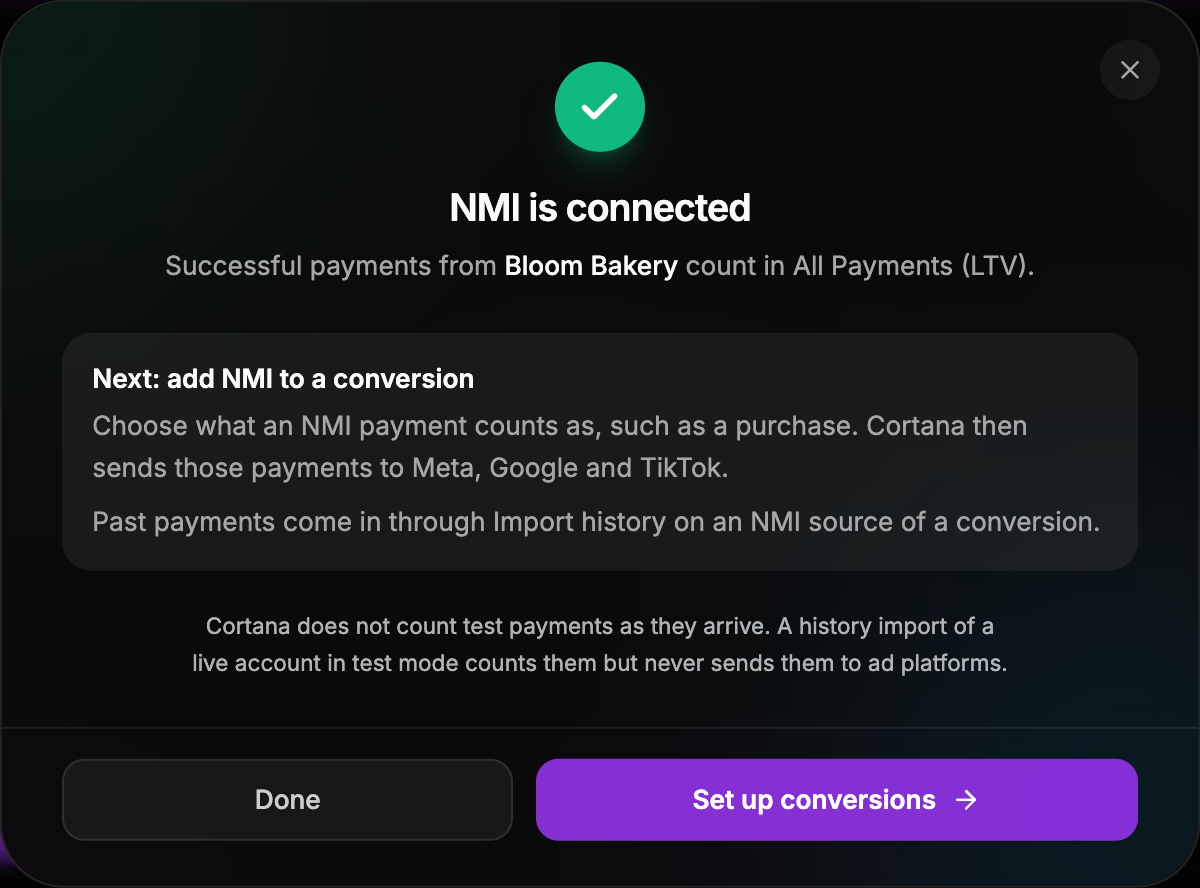 NMI is connected
Successful payments from Bloom Bakery count in All Payments (LTV).
Next: add NMI to a conversion
Choose what an NMI payment counts as, such as a purchase. Cortana then
sends those payments to Meta, Google and TikTok.
Past payments come in through Import history on an NMI source of a conversion.
Cortana does not count test payments as they arrive. A history import of a
live account in test mode counts them but never sends them to ad platforms.
Done
Set up conversions →